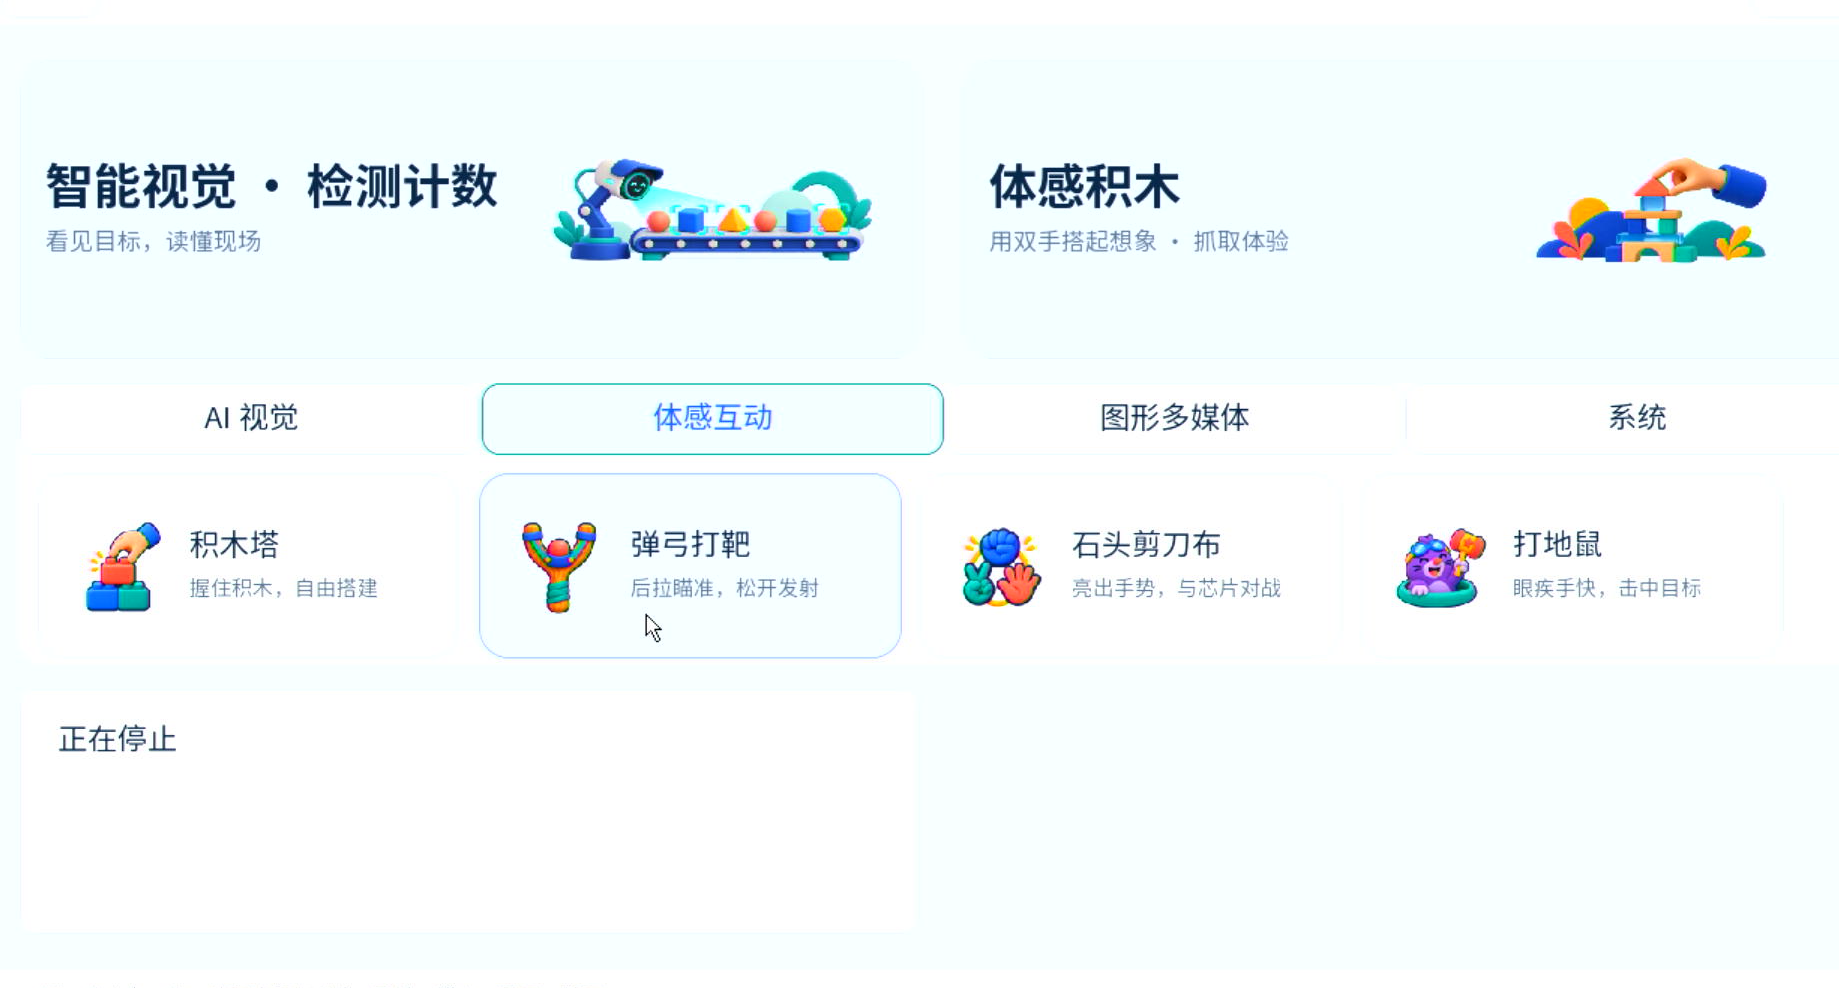 智能视觉 · 检测计数
看见目标，读懂现场
体感积木
用双手搭起想象 · 抓取体验
AI 视觉
体感互动
图形多媒体
系统
积木塔
握住积木，自由搭建
弹弓打靶
后拉瞄准，松开发射
石头剪刀布
亮出手势，与芯片对战
打地鼠
眼疾手快，击中目标
正在停止